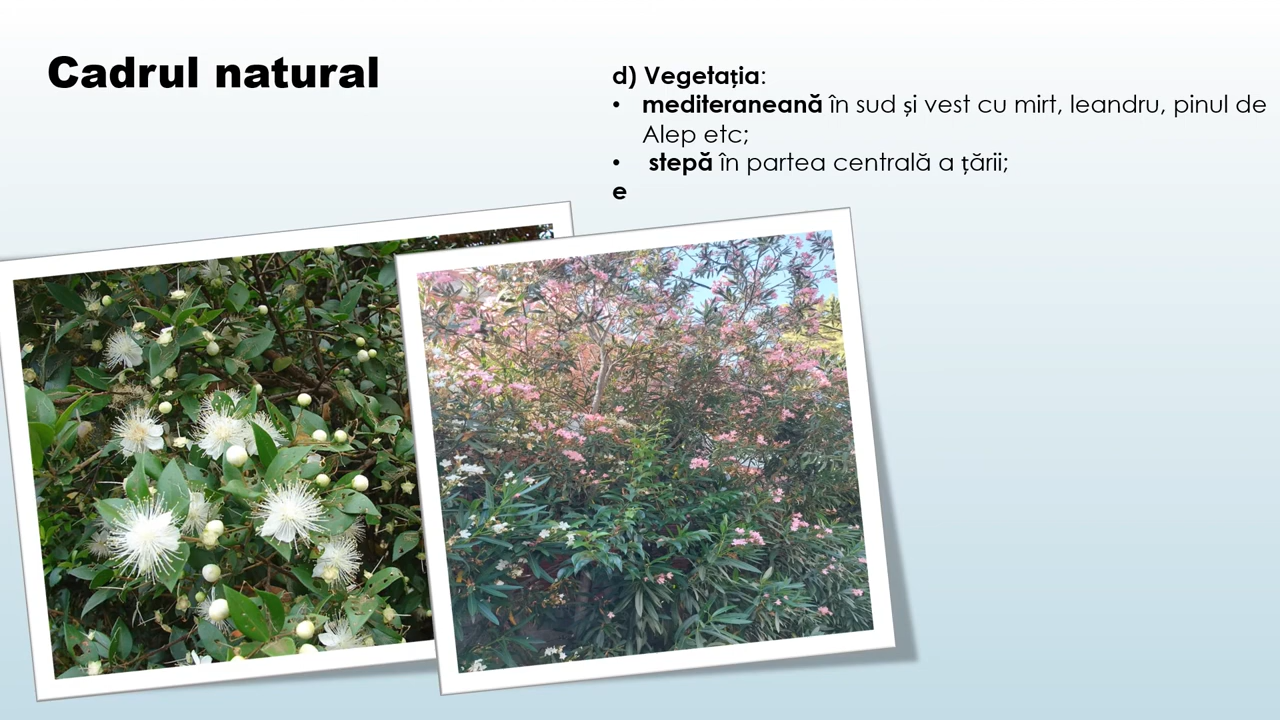 Cadrul natural
d) Vegetația:
• mediteraneană în sud și vest cu mirt, leandru, pinul de
Alep etc;
• stepă în partea centrală a țării;
e